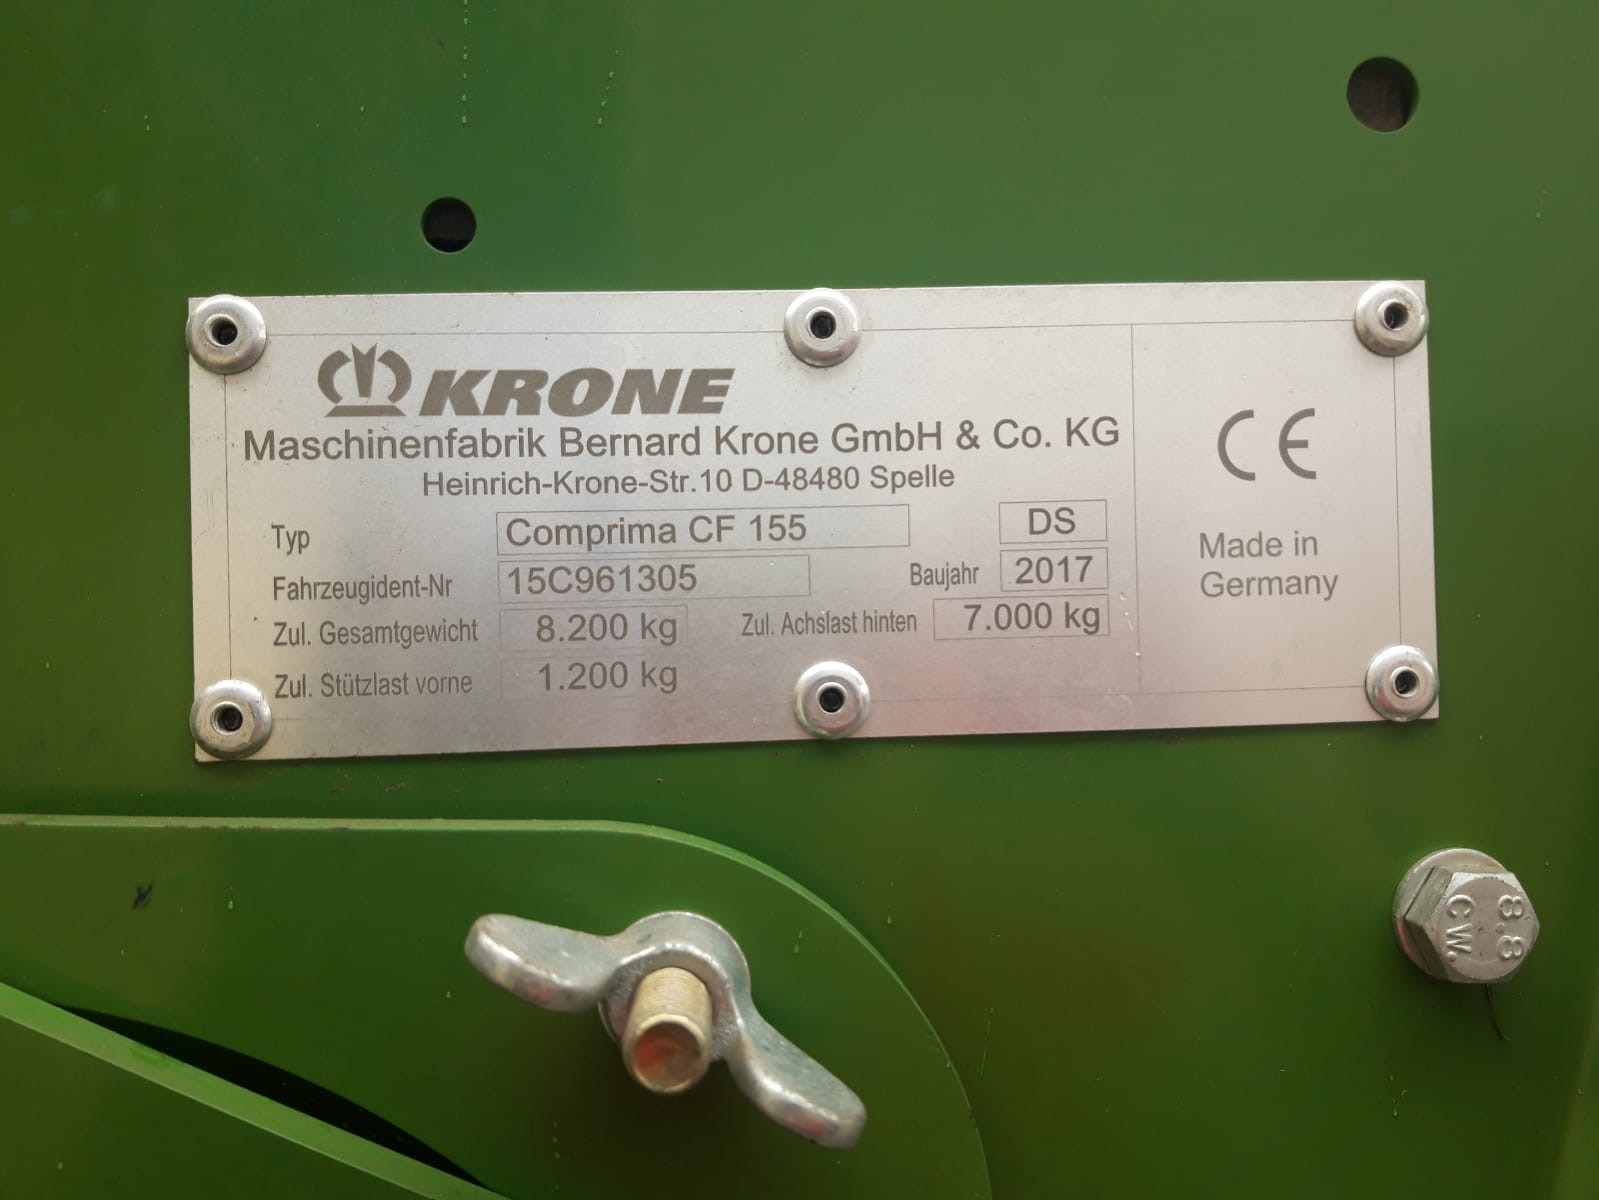 KRONE
Maschinenfabrik Bernard Krone GmbH & Co. KG
Heinrich-Krone-Str.10 D-48480 Spelle
Typ Comprima CF 155 DS
Fahrzeugident-Nr 15C961305 Baujahr 2017
Zul. Gesamtgewicht 8.200 kg Zul. Achslast hinten 7.000 kg
Zul. Stützlast vorne 1.200 kg
CE
Made in
Germany
8.8
CW.